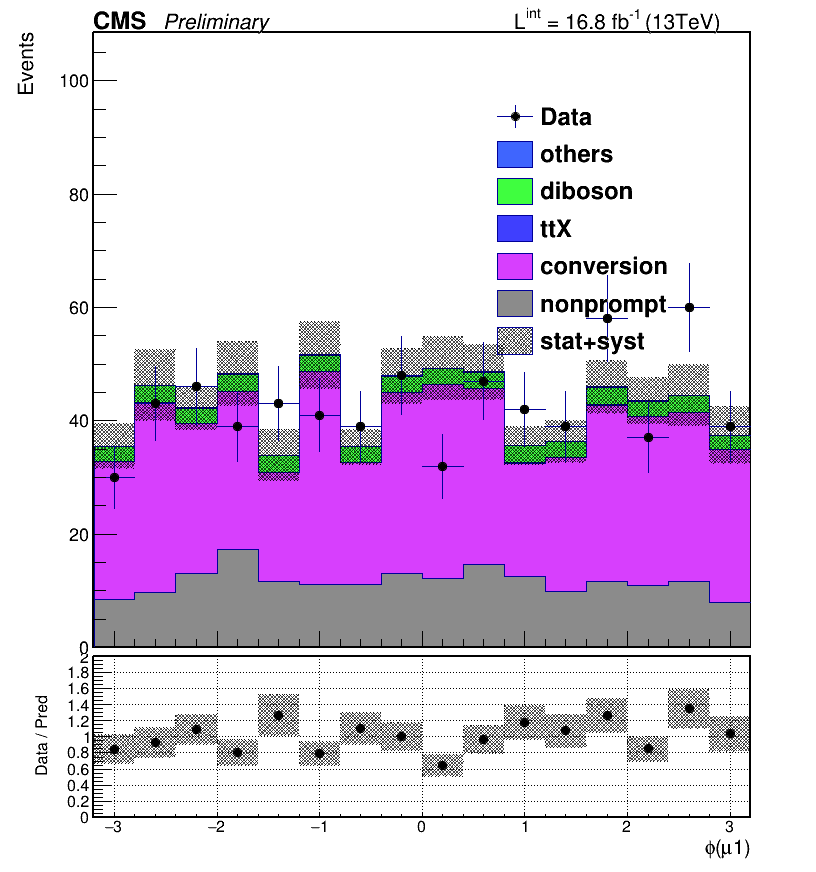 CMS Preliminary L^int = 16.8 fb^-1 (13TeV)
Events
100
80
60
40
20
0
Data
others
diboson
ttX
conversion
nonprompt
stat+syst
Data / Pred
2
1.8
1.6
1.4
1.2
1
0.8
0.6
0.4
0.2
0
−3 −2 −1 0 1 2 3
ϕ(μ1)